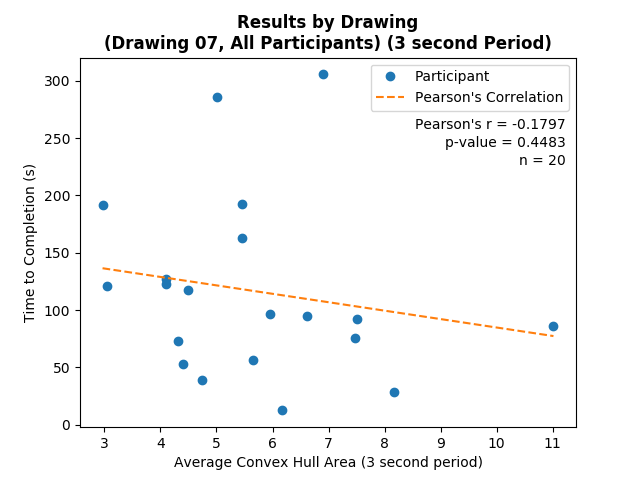 Results by Drawing
(Drawing 07, All Participants) (3 second Period)
Participant
Pearson's Correlation
Pearson's r = -0.1797
p-value = 0.4483
n = 20
Time to Completion (s)
300
250
200
150
100
50
0
3 4 5 6 7 8 9 10 11
Average Convex Hull Area (3 second period)